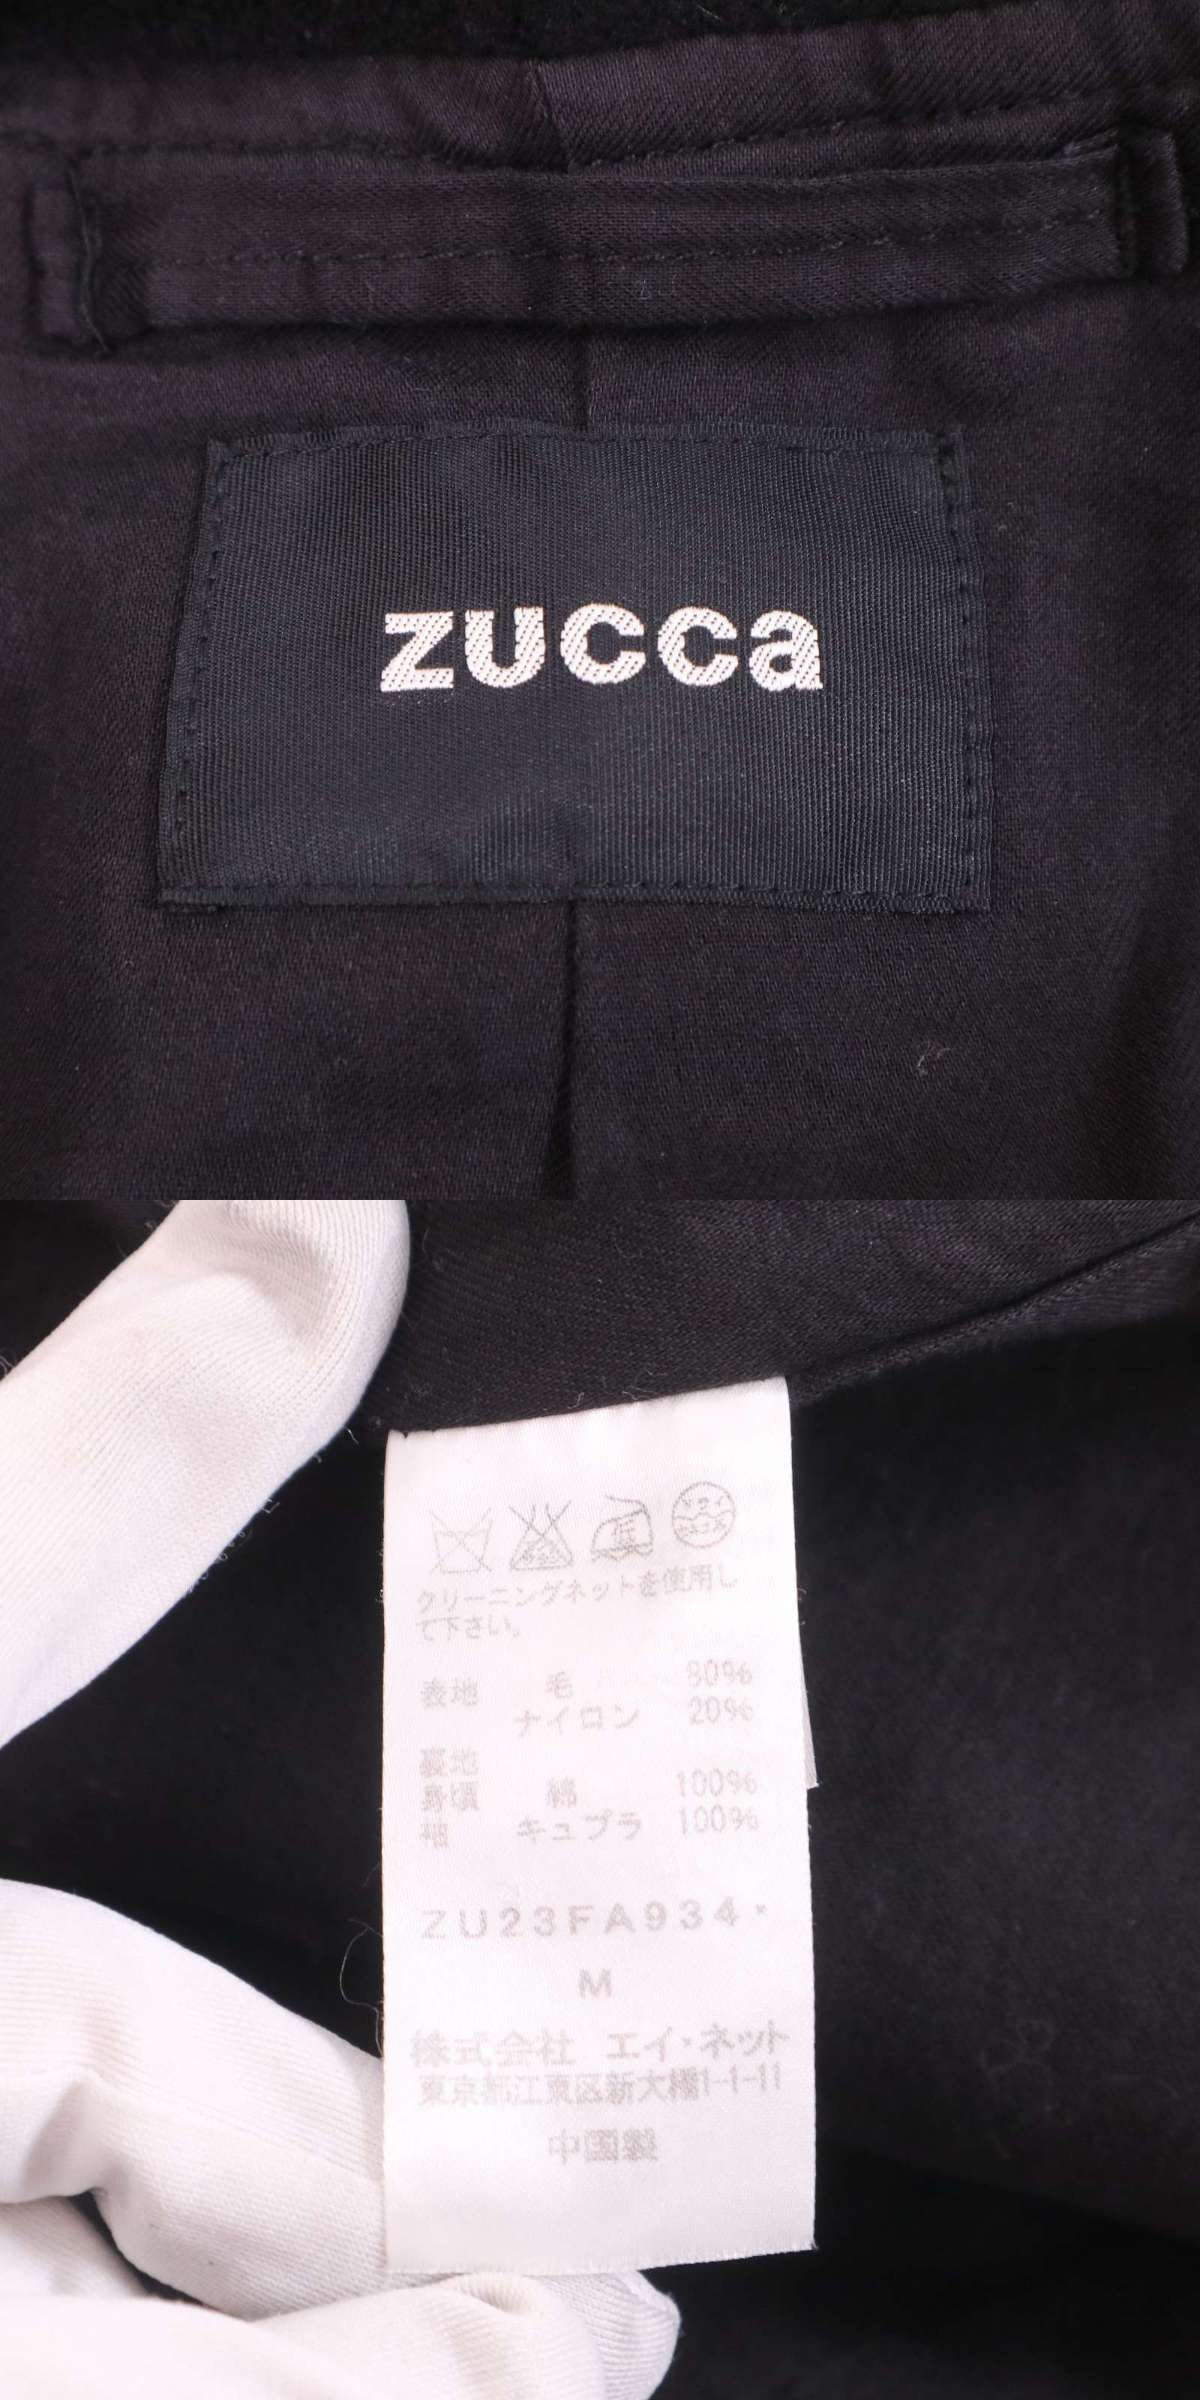 zucca
ドライ
クリーニングネットを使用し
て下さい。
表地 毛 80%
ナイロン 20%
裏地
身頃 綿 100%
袖 キュプラ 100%
ZU23FA934・
M
株式会社 エイ・ネット
東京都江東区新大橋1-1-11
中国製